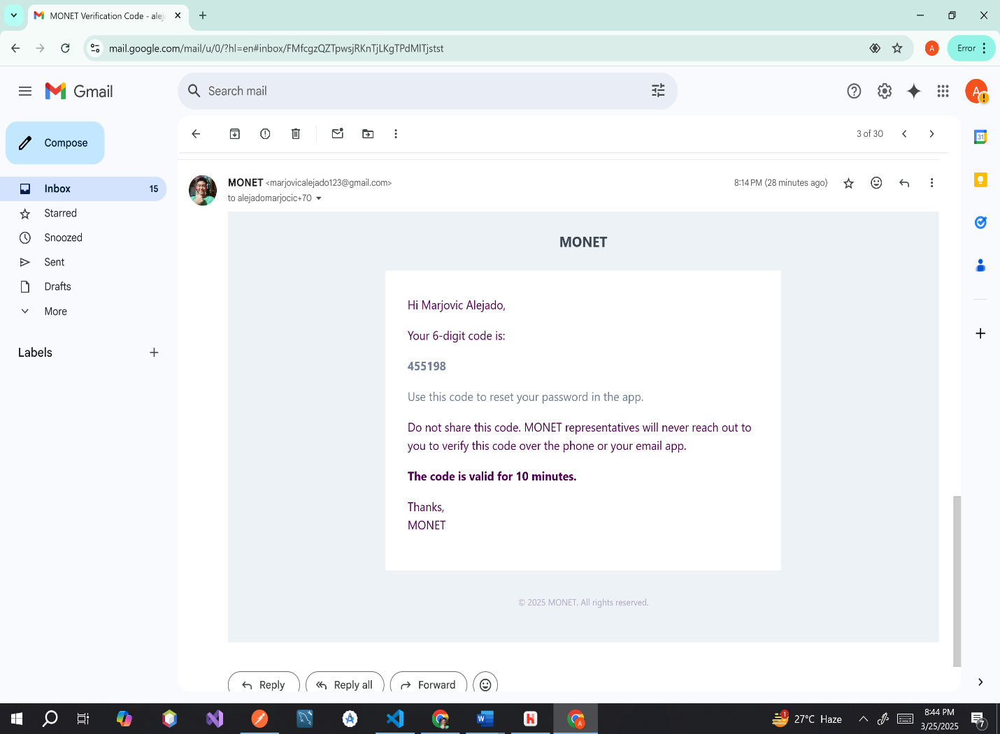 MONET Verification Code - alej
mail.google.com/mail/u/0/?hl=en#inbox/FMfcgzQZTpwsjRKnTjLKgTPdMlTjstst
A
Error
Gmail
Search mail
A
Compose
3 of 30
31
Inbox 15
Starred
Snoozed
Sent
Drafts
More
Labels
MONET <marjovicalejado123@gmail.com>
8:14 PM (28 minutes ago)
to alejadomarjocic+70
MONET
Hi Marjovic Alejado,
Your 6-digit code is:
455198
Use this code to reset your password in the app.
Do not share this code. MONET representatives will never reach out to
you to verify this code over the phone or your email app.
The code is valid for 10 minutes.
Thanks,
MONET
© 2025 MONET. All rights reserved.
Reply
Reply all
Forward
1
27°C Haze
8:44 PM
3/25/2025
7